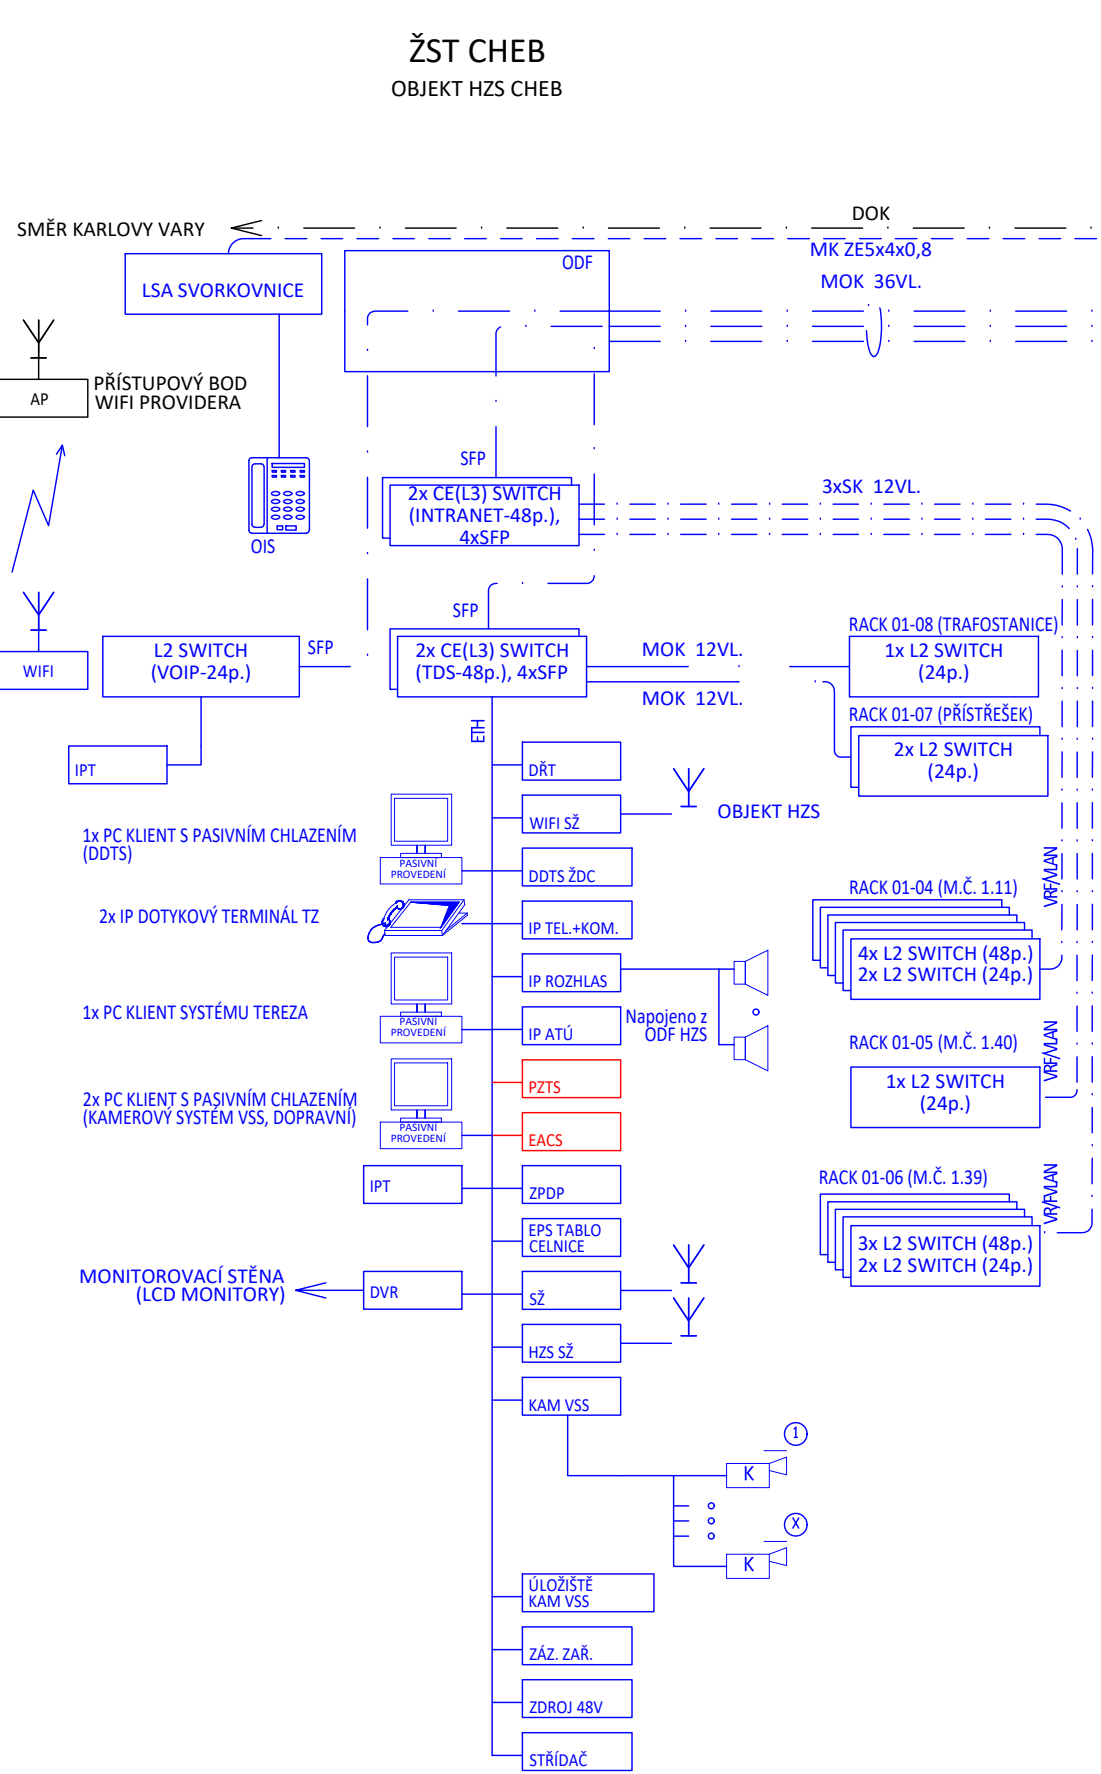 ŽST CHEB
OBJEKT HZS CHEB
DOK
SMĚR KARLOVY VARY
MK ZE5x4x0,8
ODF
MOK 36VL.
LSA SVORKOVNICE
PŘÍSTUPOVÝ BOD
WIFI PROVIDERA
AP
SFP
2x CE(L3) SWITCH
(INTRANET-48p.),
4xSFP
3xSK 12VL.
OIS
SFP
RACK 01-08 (TRAFOSTANICE)
WIFI
L2 SWITCH
(VOIP-24p.)
SFP
2x CE(L3) SWITCH
(TDS-48p.), 4xSFP
MOK 12VL.
MOK 12VL.
1x L2 SWITCH
(24p.)
RACK 01-07 (PŘÍSTŘEŠEK)
2x L2 SWITCH
(24p.)
ETH
IPT
DŘT
WIFI SŽ
OBJEKT HZS
1x PC KLIENT S PASIVNÍM CHLAZENÍM
(DDTS)
PASIVNÍ
PROVEDENÍ
DDTS ŽDC
VRF/VLAN
RACK 01-04 (M.Č. 1.11)
4x L2 SWITCH (48p.)
2x L2 SWITCH (24p.)
2x IP DOTYKOVÝ TERMINÁL TZ
IP TEL.+KOM.
IP ROZHLAS
1x PC KLIENT SYSTÉMU TEREZA
PASIVNÍ
PROVEDENÍ
IP ATÚ
Napojeno z
ODF HZS
VRF/VLAN
RACK 01-05 (M.Č. 1.40)
1x L2 SWITCH
(24p.)
PZTS
2x PC KLIENT S PASIVNÍM CHLAZENÍM
(KAMEROVÝ SYSTÉM VSS, DOPRAVNÍ)
PASIVNÍ
PROVEDENÍ
EACS
IPT
ZPDP
VR/FVLAN
RACK 01-06 (M.Č. 1.39)
3x L2 SWITCH (48p.)
2x L2 SWITCH (24p.)
EPS TABLO
CELNICE
MONITOROVACÍ STĚNA
(LCD MONITORY)
DVR
SŽ
HZS SŽ
KAM VSS
1
K
X
K
ÚLOŽIŠTĚ
KAM VSS
ZÁZ. ZAŘ.
ZDROJ 48V
STŘÍDAČ